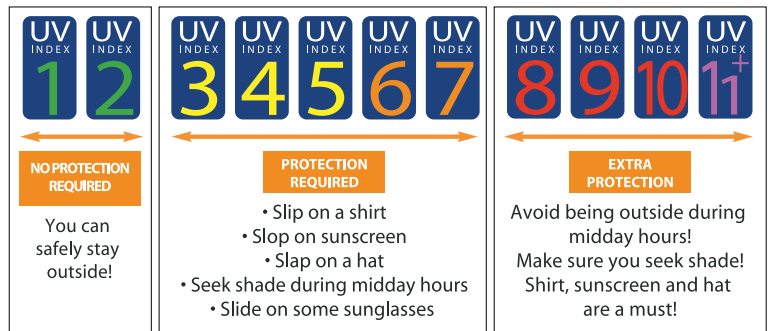 UV INDEX 1
UV INDEX 2
NO PROTECTION
REQUIRED
You can
safely stay
outside!
UV INDEX 3
UV INDEX 4
UV INDEX 5
UV INDEX 6
UV INDEX 7
PROTECTION
REQUIRED
• Slip on a shirt
• Slop on sunscreen
• Slap on a hat
• Seek shade during midday hours
• Slide on some sunglasses
UV INDEX 8
UV INDEX 9
UV INDEX 10
UV INDEX 11+
EXTRA
PROTECTION
Avoid being outside during
midday hours!
Make sure you seek shade!
Shirt, sunscreen and hat
are a must!